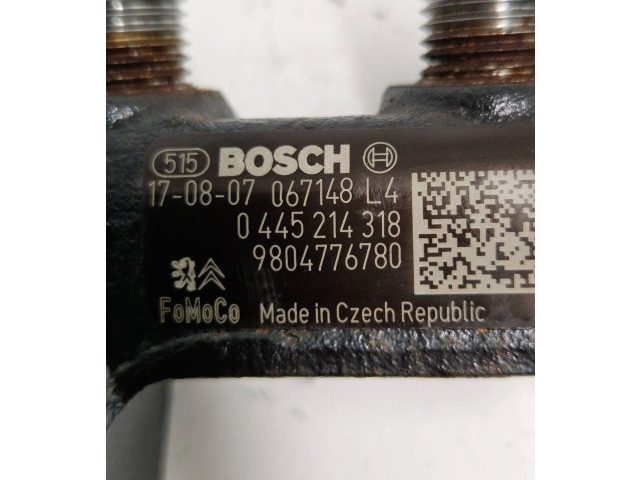 515 BOSCH
17-08-07 067148 L4
0 445 214 318
9804776780
FoMoCo Made in Czech Republic